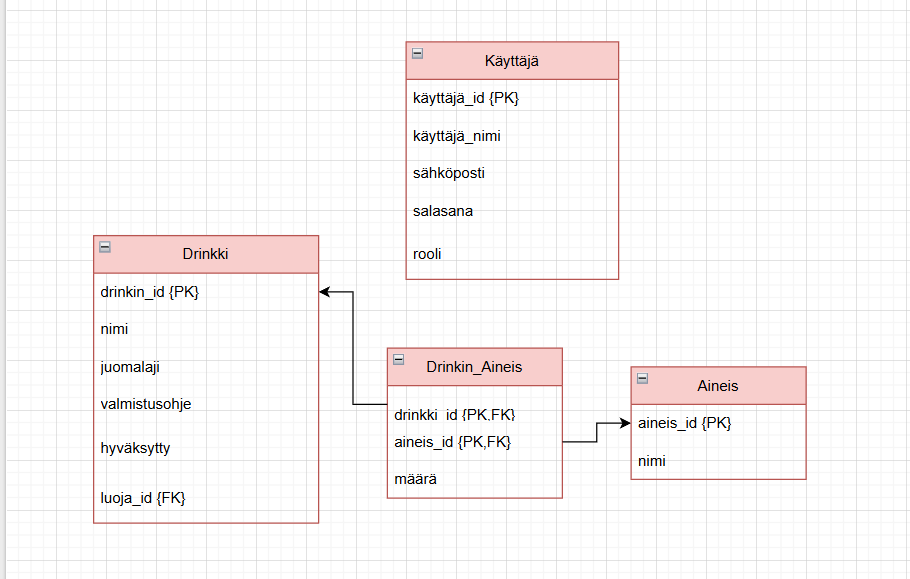 Käyttäjä
käyttäjä_id {PK}
käyttäjä_nimi
sähköposti
salasana
rooli
Drinkki
drinkin_id {PK}
nimi
juomalaji
valmistusohje
hyväksytty
luoja_id {FK}
Drinkin_Aineis
drinkki_id {PK,FK}
aineis_id {PK,FK}
määrä
Aineis
aineis_id {PK}
nimi